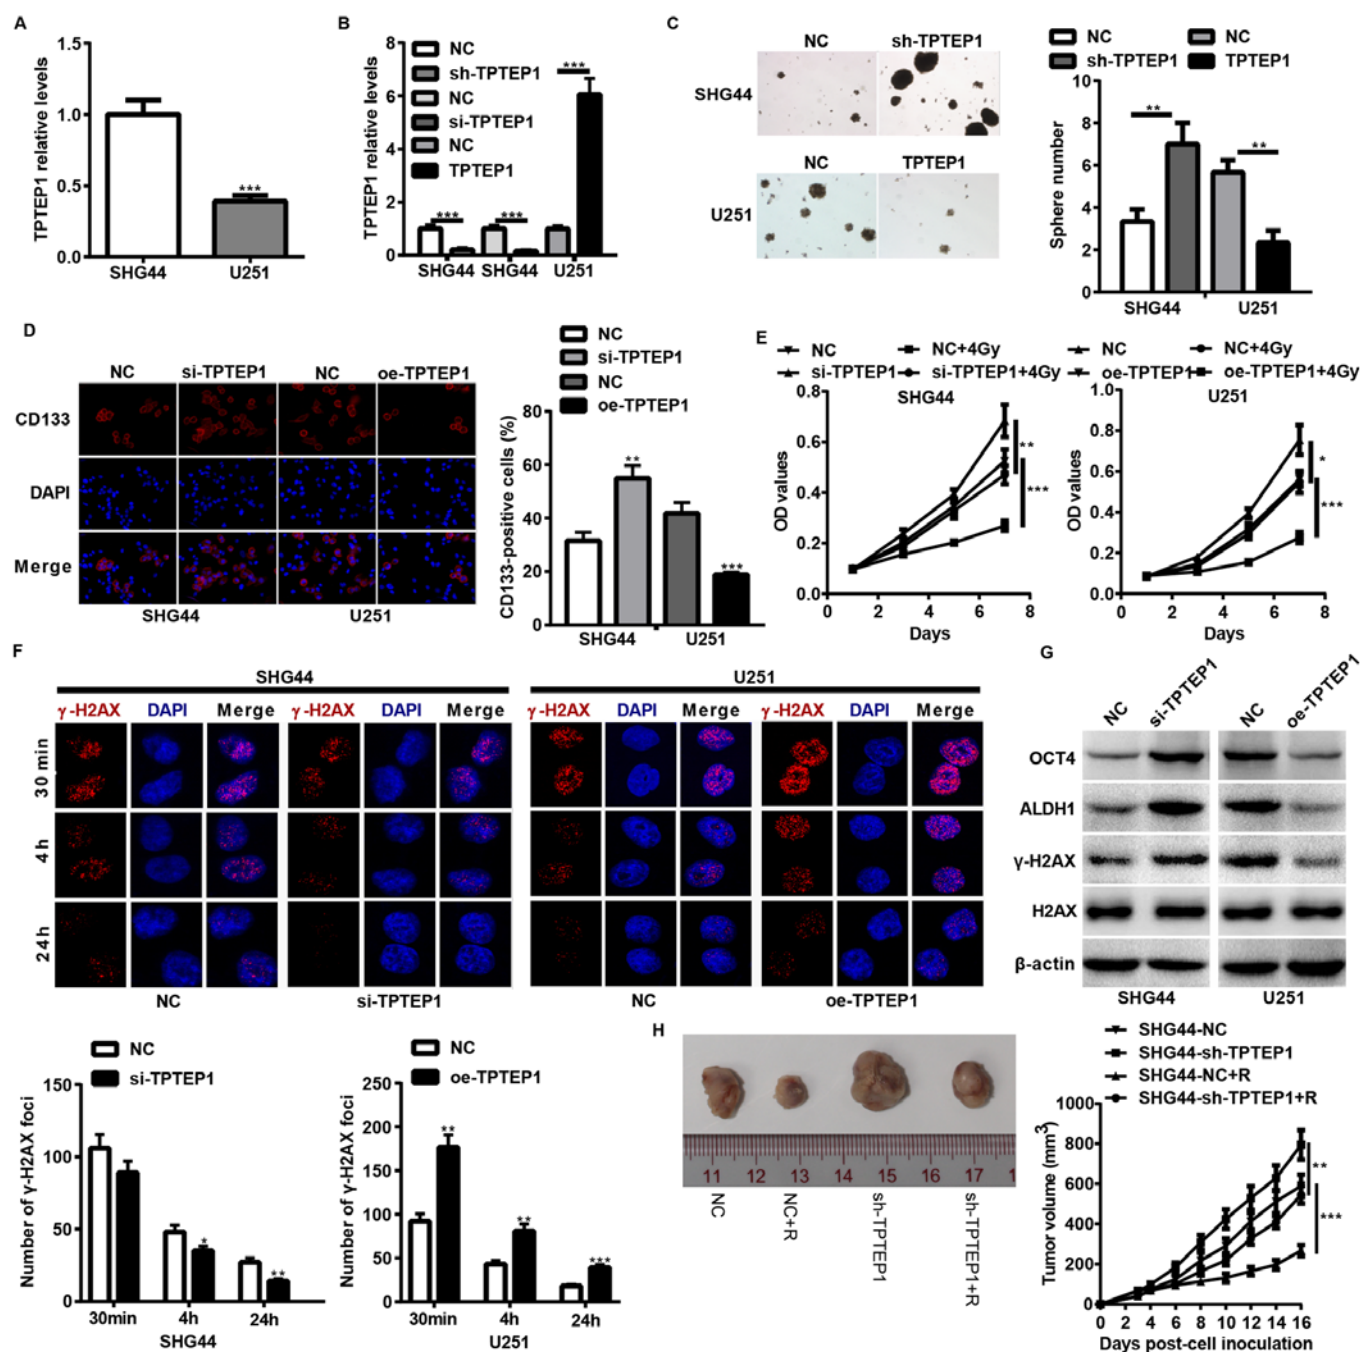 A
TPTEP1 relative levels
1.5
1.0
0.5
0.0
***
SHG44
U251
B
TPTEP1 relative levels
8
6
4
2
0
NC
sh-TPTEP1
NC
si-TPTEP1
NC
TPTEP1
***
***
***
SHG44
SHG44
U251
C
NC
sh-TPTEP1
SHG44
NC
TPTEP1
U251
NC
NC
sh-TPTEP1
TPTEP1
Sphere number
10
8
6
4
2
0
**
**
SHG44
U251
D
NC
si-TPTEP1
NC
oe-TPTEP1
CD133
DAPI
Merge
SHG44
U251
NC
si-TPTEP1
NC
oe-TPTEP1
CD133-positive cells (%)
80
60
40
20
0
**
***
SHG44
U251
E
NC
NC+4Gy
si-TPTEP1
si-TPTEP1+4Gy
SHG44
OD values
0.8
0.6
0.4
0.2
0.0
**
***
0 2 4 6 8
Days
NC
NC+4Gy
oe-TPTEP1
oe-TPTEP1+4Gy
U251
OD values
1.0
0.8
0.6
0.4
0.2
0.0
*
***
0 2 4 6 8
Days
F
SHG44
U251
γ-H2AX DAPI Merge γ-H2AX DAPI Merge
γ-H2AX DAPI Merge γ-H2AX DAPI Merge
30 min
4h
24h
NC
si-TPTEP1
NC
oe-TPTEP1
NC
si-TPTEP1
Number of γ-H2AX foci
150
100
50
0
*
**
30min 4h 24h
SHG44
NC
oe-TPTEP1
Number of γ-H2AX foci
250
200
150
100
50
0
**
**
***
30min 4h 24h
U251
G
NC
si-TPTEP1
NC
oe-TPTEP1
OCT4
ALDH1
γ-H2AX
H2AX
β-actin
SHG44
U251
H
11 12 13 14 15 16 17 1
NC
NC+R
sh-TPTEP1
sh-TPTEP1+R
SHG44-NC
SHG44-sh-TPTEP1
SHG44-NC+R
SHG44-sh-TPTEP1+R
Tumor volume (mm3)
1000
800
600
400
200
0
**
***
0 2 4 6 8 10 12 14 16
Days post-cell inoculation